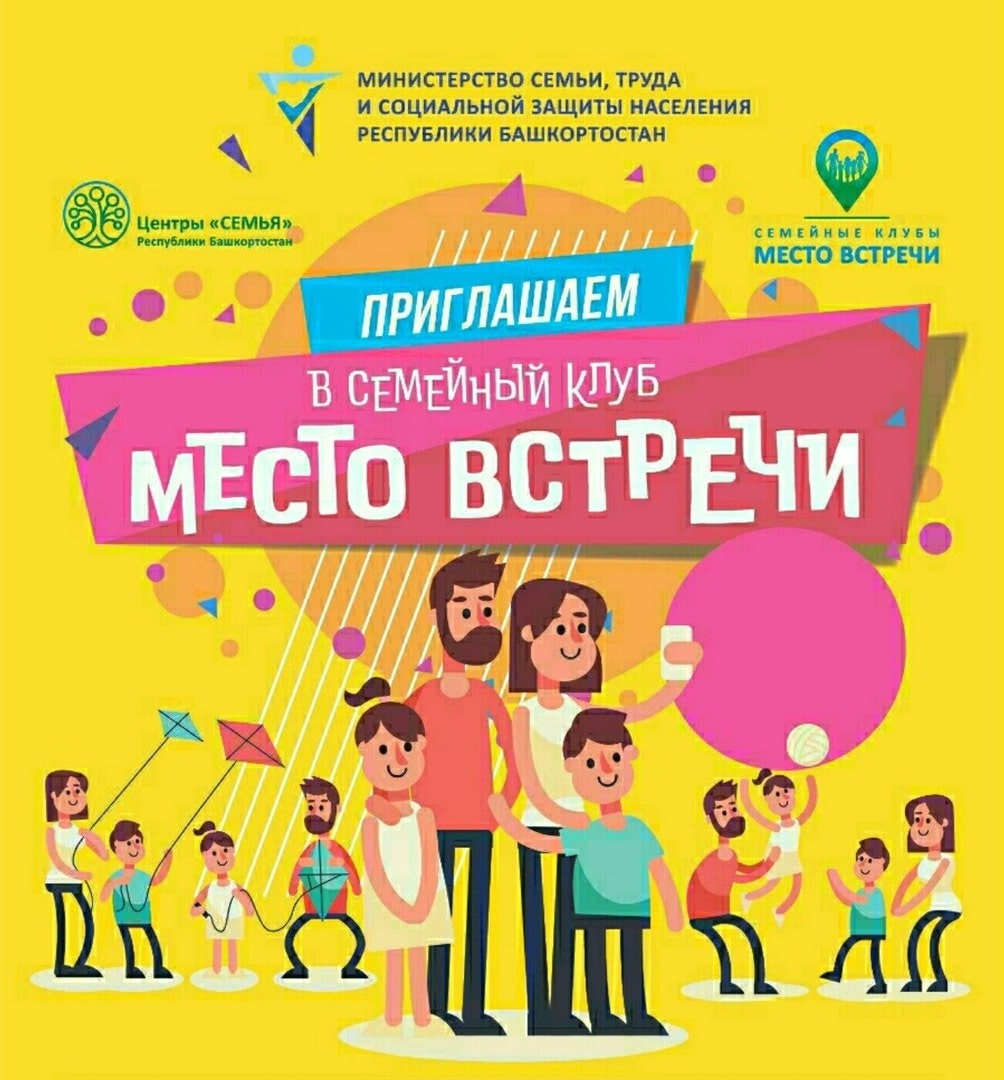 МИНИСТЕРСТВО СЕМЬИ, ТРУДА
И СОЦИАЛЬНОЙ ЗАЩИТЫ НАСЕЛЕНИЯ
РЕСПУБЛИКИ БАШКОРТОСТАН
Центры «СЕМЬЯ»
Республики Башкортостан
СЕМЕЙНЫЕ КЛУБЫ
МЕСТО ВСТРЕЧИ
ПРИГЛАШАЕМ
В СЕМЕЙНЫЙ КЛУБ
МЕСТО ВСТРЕЧИ